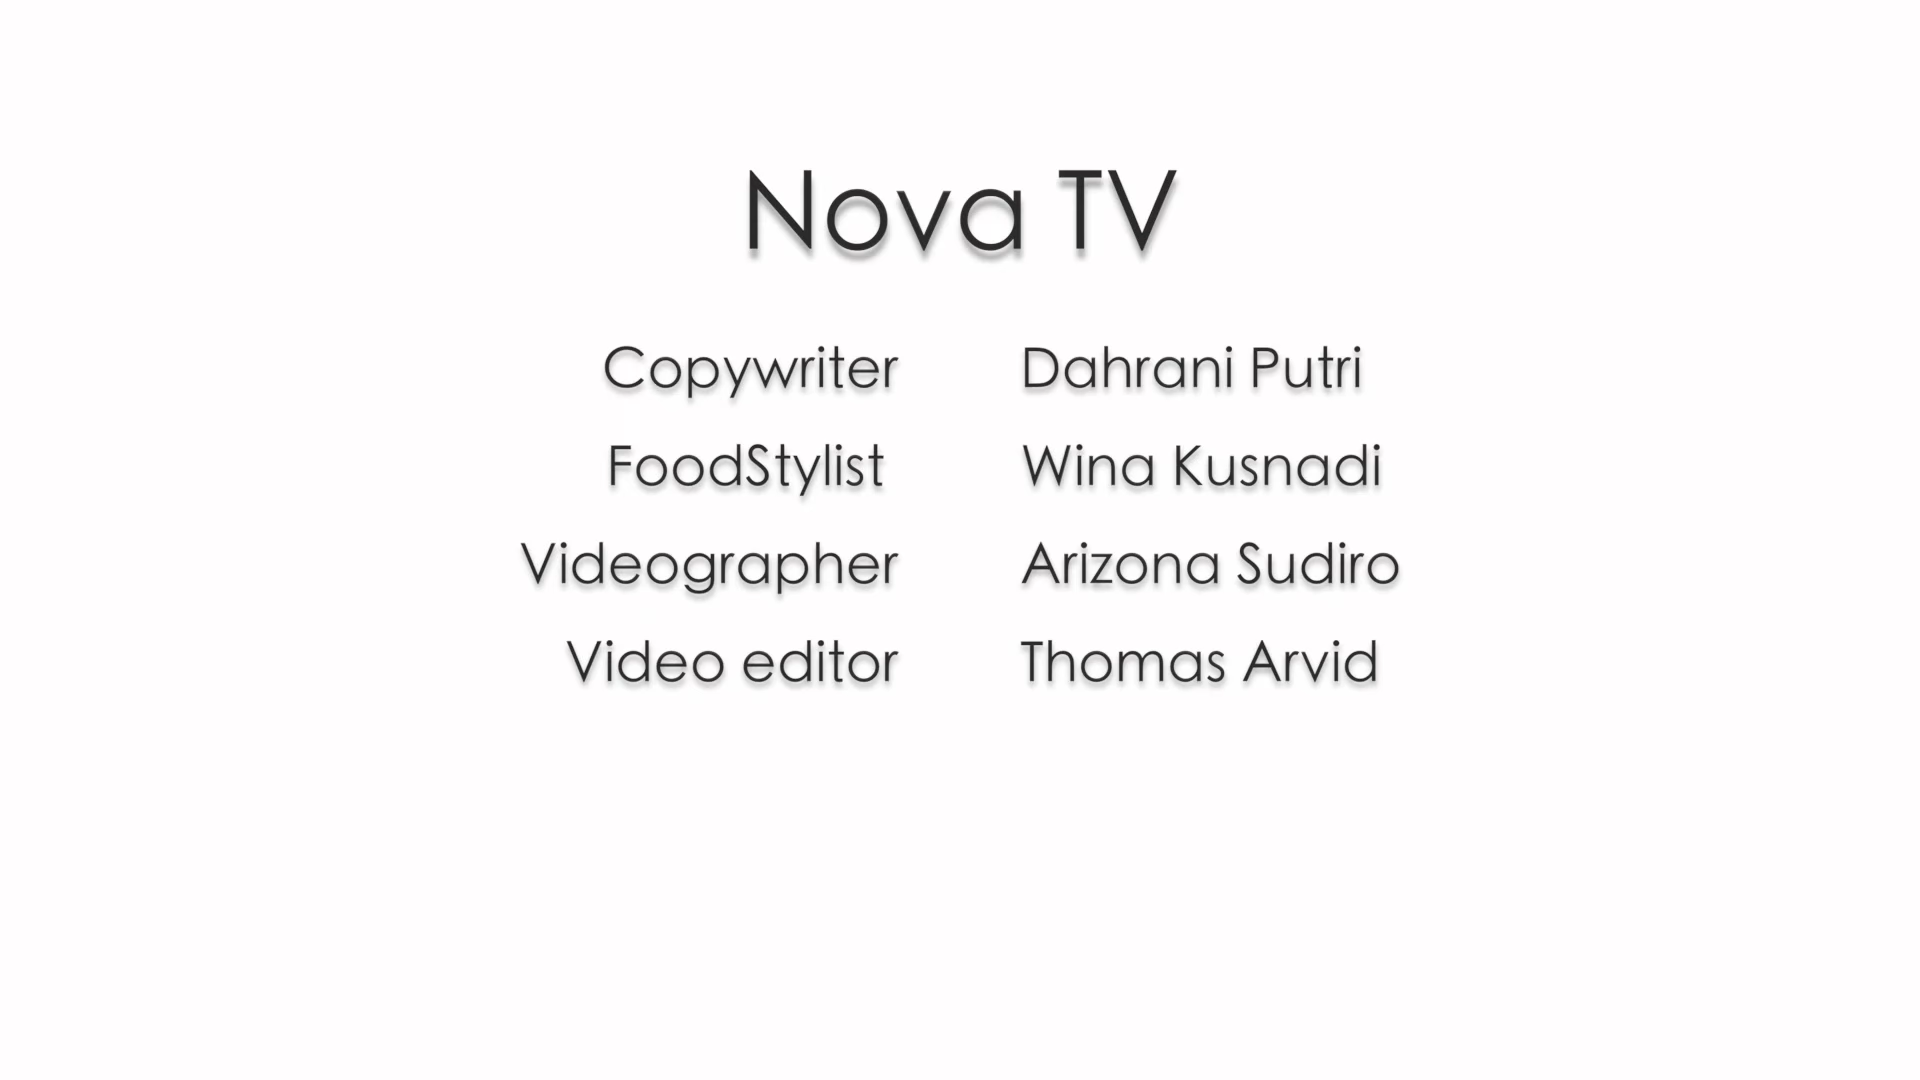 Nova TV
Copywriter Dahrani Putri
FoodStylist Wina Kusnadi
Videographer Arizona Sudiro
Video editor Thomas Arvid